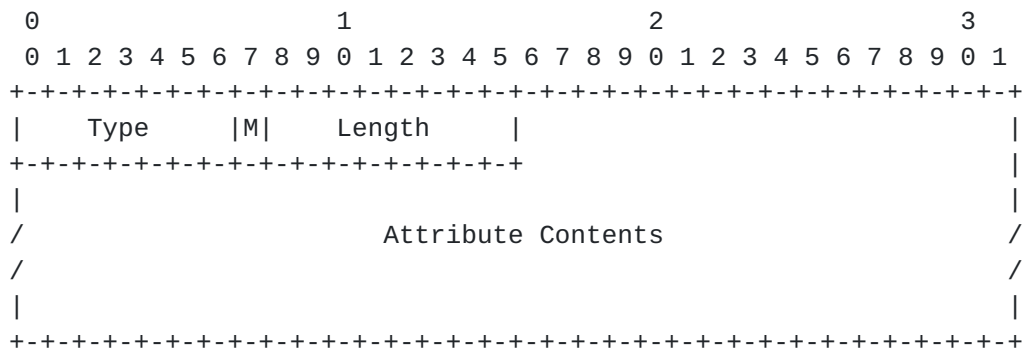 0                   1                   2                   3
 0 1 2 3 4 5 6 7 8 9 0 1 2 3 4 5 6 7 8 9 0 1 2 3 4 5 6 7 8 9 0 1
+-+-+-+-+-+-+-+-+-+-+-+-+-+-+-+-+-+-+-+-+-+-+-+-+-+-+-+-+-+-+-+-+
|    Type     |M|    Length     |                               |
+-+-+-+-+-+-+-+-+-+-+-+-+-+-+-+-+                               |
|                                                               |
/                       Attribute Contents                      /
/                                                               /
|                                                               |
+-+-+-+-+-+-+-+-+-+-+-+-+-+-+-+-+-+-+-+-+-+-+-+-+-+-+-+-+-+-+-+-+